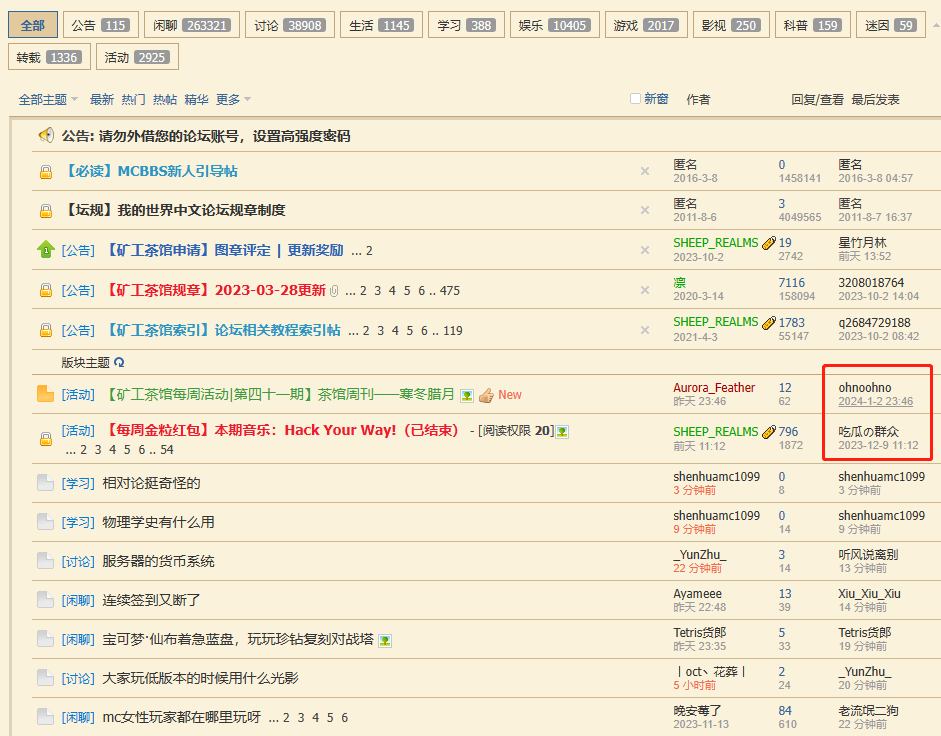 全部 公告 115 闲聊 263321 讨论 38908 生活 1145 学习 388 娱乐 10405 游戏 2017 影视 250 科普 159 迷因 59
转载 1336 活动 2925
全部主题 最新 热门 热帖 精华 更多 新窗 作者 回复/查看 最后发表
公告: 请勿外借您的论坛账号，设置高强度密码
【必读】MCBBS新人引导帖 匿名 0 匿名
2016-3-8 1458141 2016-3-8 04:57
【坛规】我的世界中文论坛规章制度 匿名 3 匿名
2011-8-6 4049565 2011-8-7 16:37
[公告] 【矿工茶馆申请】图章评定 | 更新奖励 ... 2 SHEEP_REALMS 19 星竹月林
2023-10-2 2742 前天 13:52
[公告] 【矿工茶馆规章】2023-03-28更新 ... 2 3 4 5 6 .. 475 凛 7116 3208018764
2020-3-14 158094 2023-10-2 14:04
[公告] 【矿工茶馆索引】论坛相关教程索引帖 ... 2 3 4 5 6 .. 119 SHEEP_REALMS 1783 q2684729188
2021-4-3 55147 2023-10-2 08:42
版块主题
[活动] 【矿工茶馆每周活动|第四十一期】茶馆周刊——寒冬腊月 New Aurora_Feather 12 ohnoohno
昨天 23:46 62 2024-1-2 23:46
[活动] 【每周金粒红包】本期音乐：Hack Your Way!（已结束） - [阅读权限 20] SHEEP_REALMS 796 吃瓜の群众
... 2 3 4 5 6 .. 54 前天 11:12 1872 2023-12-9 11:12
[学习] 相对论挺奇怪的 shenhuamc1099 0 shenhuamc1099
3 分钟前 8 3 分钟前
[学习] 物理学史有什么用 shenhuamc1099 0 shenhuamc1099
9 分钟前 14 9 分钟前
[讨论] 服务器的货币系统 _YunZhu_ 3 听风说离别
22 分钟前 14 13 分钟前
[闲聊] 连续签到又断了 Ayameee 13 Xiu_Xiu_Xiu
昨天 22:48 39 14 分钟前
[闲聊] 宝可梦·仙布着急蓝盘，玩玩珍钻复刻对战塔 Tetris货郎 5 Tetris货郎
昨天 23:35 33 19 分钟前
[讨论] 大家玩低版本的时候用什么光影 丨oct丶花葬丨 2 _YunZhu_
5 小时前 24 20 分钟前
[闲聊] mc女性玩家都在哪里玩呀 ... 2 3 4 5 6 晚安莓了 84 老流氓二狗
2023-11-13 610 22 分钟前